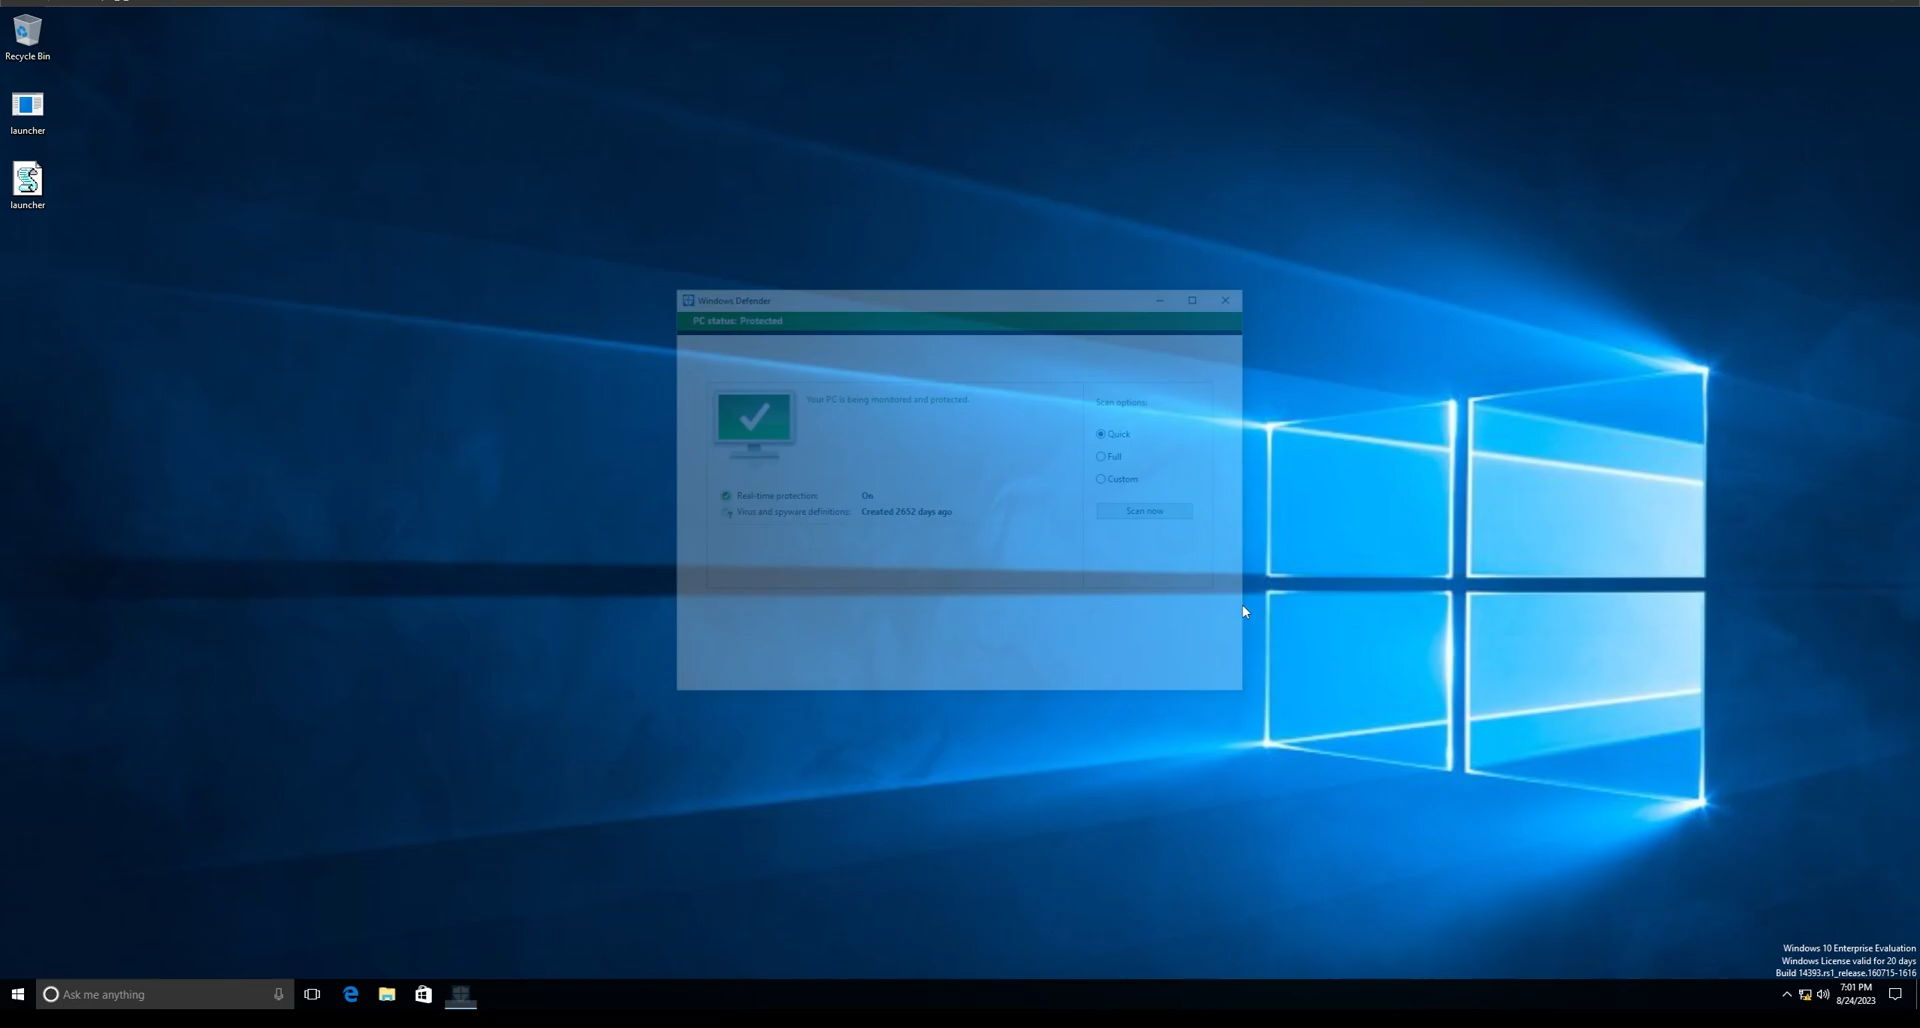 Recycle Bin
launcher
launcher
Windows Defender
PC status: Protected
Your PC is being monitored and protected.
Scan options:
Quick
Full
Custom
Scan now
Real-time protection: On
Virus and spyware definitions: Created 2652 days ago
Windows 10 Enterprise Evaluation
Windows License valid for 20 days
Build 14393.rs1_release.160715-1616
Ask me anything
7:01 PM
8/24/2023